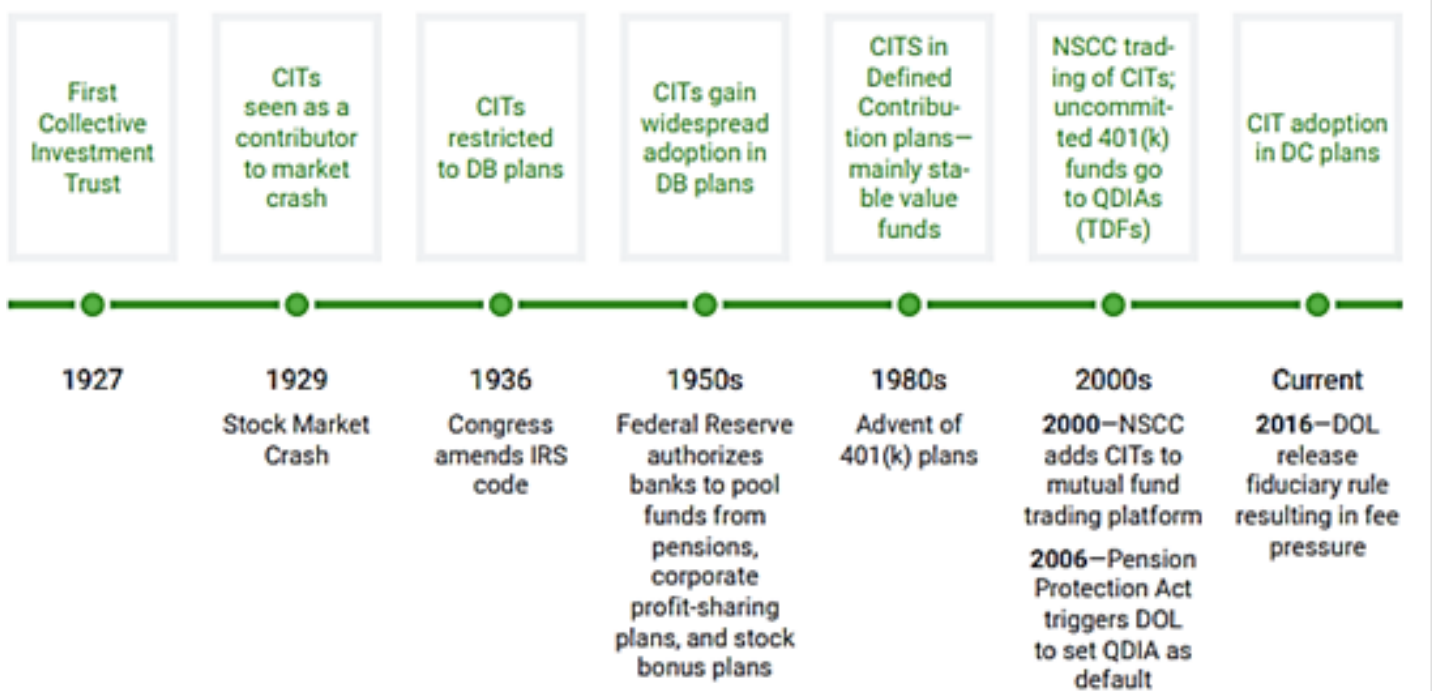 First
Collective
Investment
Trust
CITs
seen as a
contributor
to market
crash
CITs
restricted
to DB plans
CITs gain
widespread
adoption in
DB plans
CITS in
Defined
Contribu-
tion plans—
mainly sta-
ble value
funds
NSCC trad-
ing of CITs;
uncommit-
ted 401(k)
funds go
to QDIAs
(TDFs)
CIT adoption
in DC plans
1927
1929
Stock Market
Crash
1936
Congress
amends IRS
code
1950s
Federal Reserve
authorizes
banks to pool
funds from
pensions,
corporate
profit-sharing
plans, and stock
bonus plans
1980s
Advent of
401(k) plans
2000s
2000—NSCC
adds CITs to
mutual fund
trading platform
2006—Pension
Protection Act
triggers DOL
to set QDIA as
default
Current
2016—DOL
release
fiduciary rule
resulting in fee
pressure